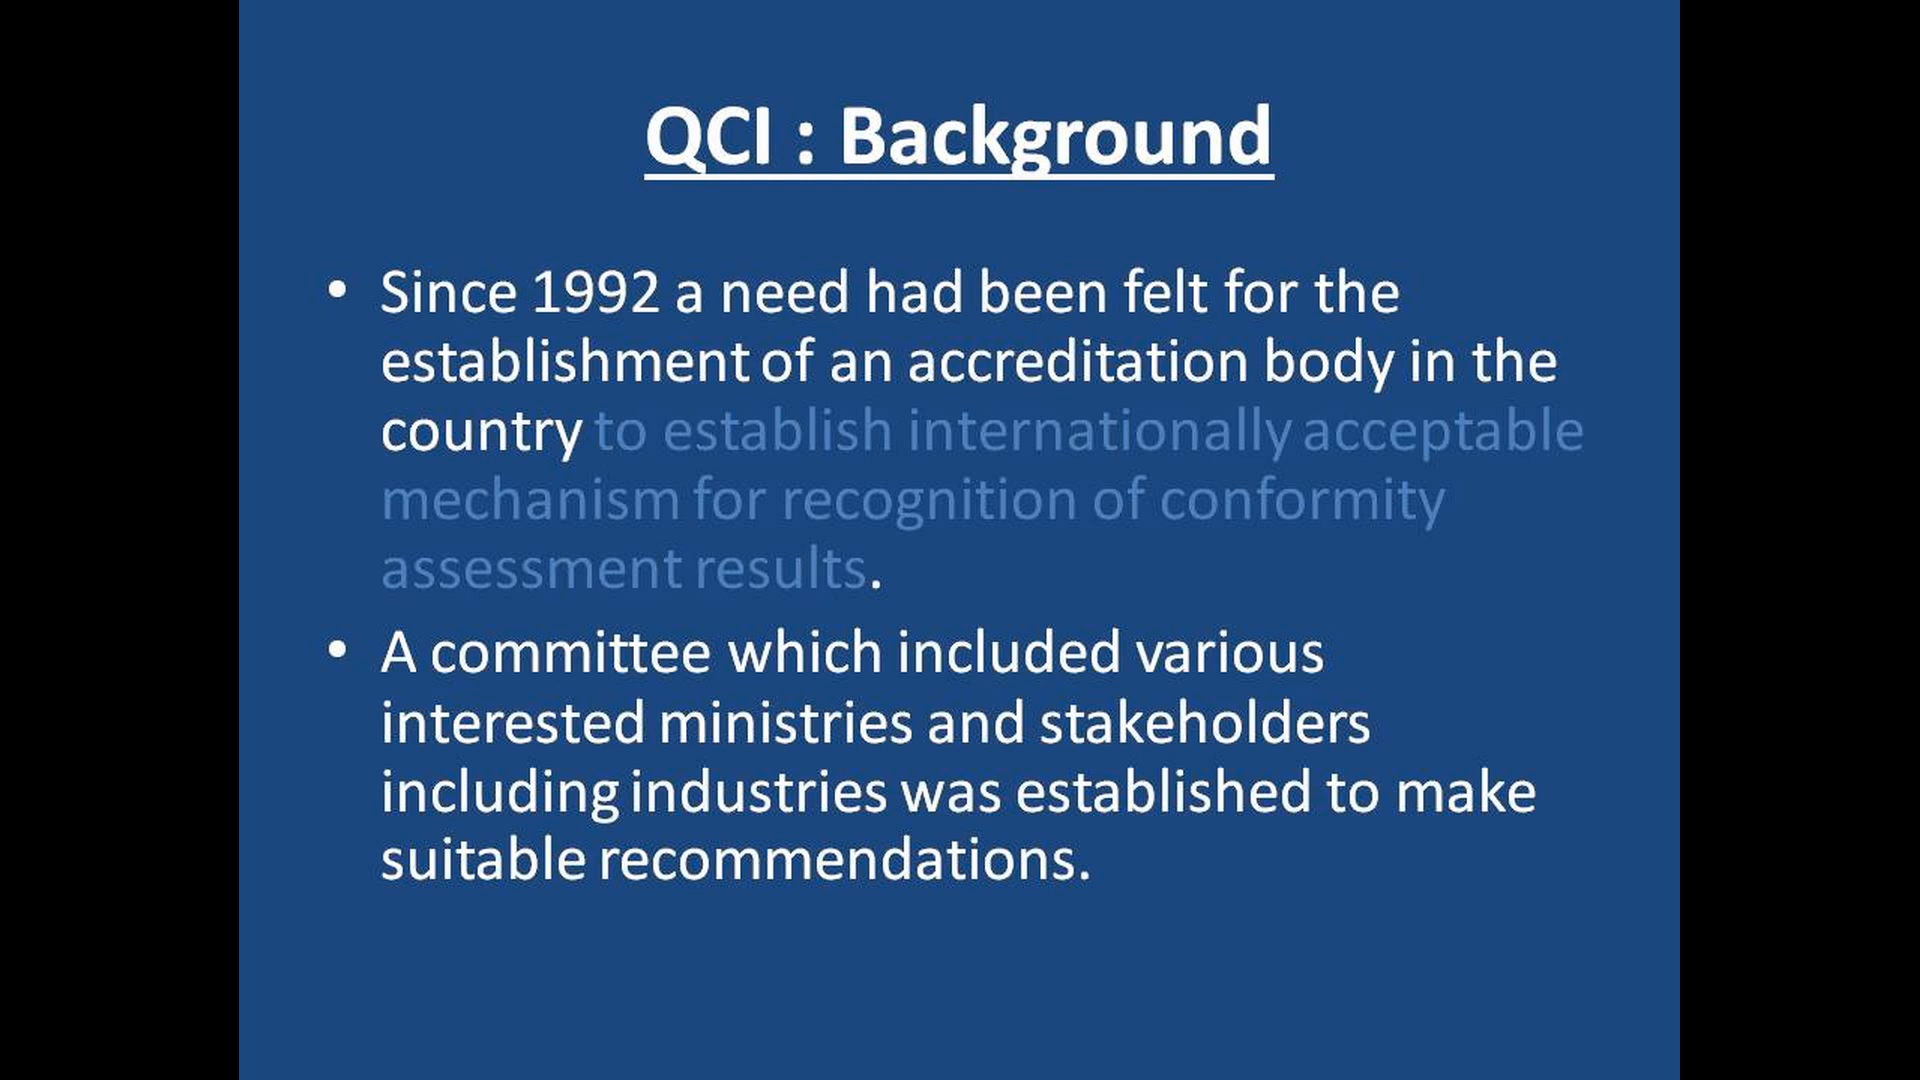 QCI : Background
• Since 1992 a need had been felt for the
establishment of an accreditation body in the
country to establish internationally acceptable
mechanism for recognition of conformity
assessment results.
• A committee which included various
interested ministries and stakeholders
including industries was established to make
suitable recommendations.